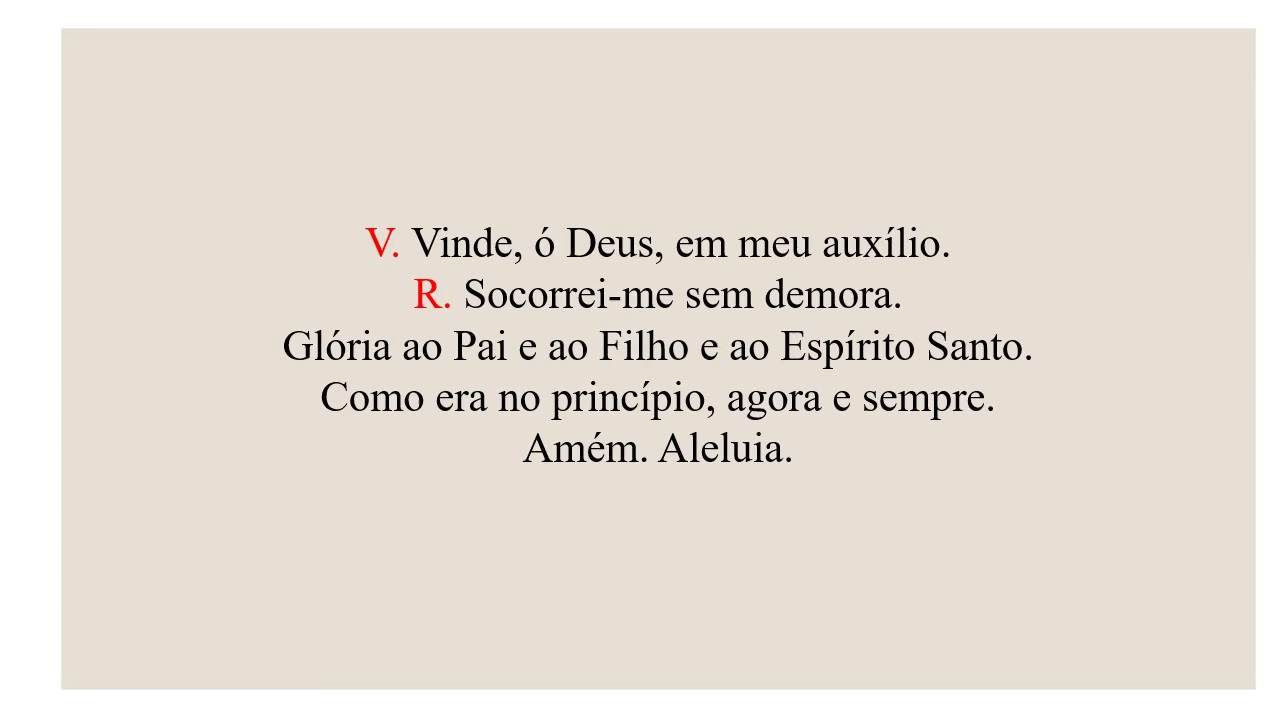 V. Vinde, ó Deus, em meu auxílio.
R. Socorrei-me sem demora.
Glória ao Pai e ao Filho e ao Espírito Santo.
Como era no princípio, agora e sempre.
Amém. Aleluia.